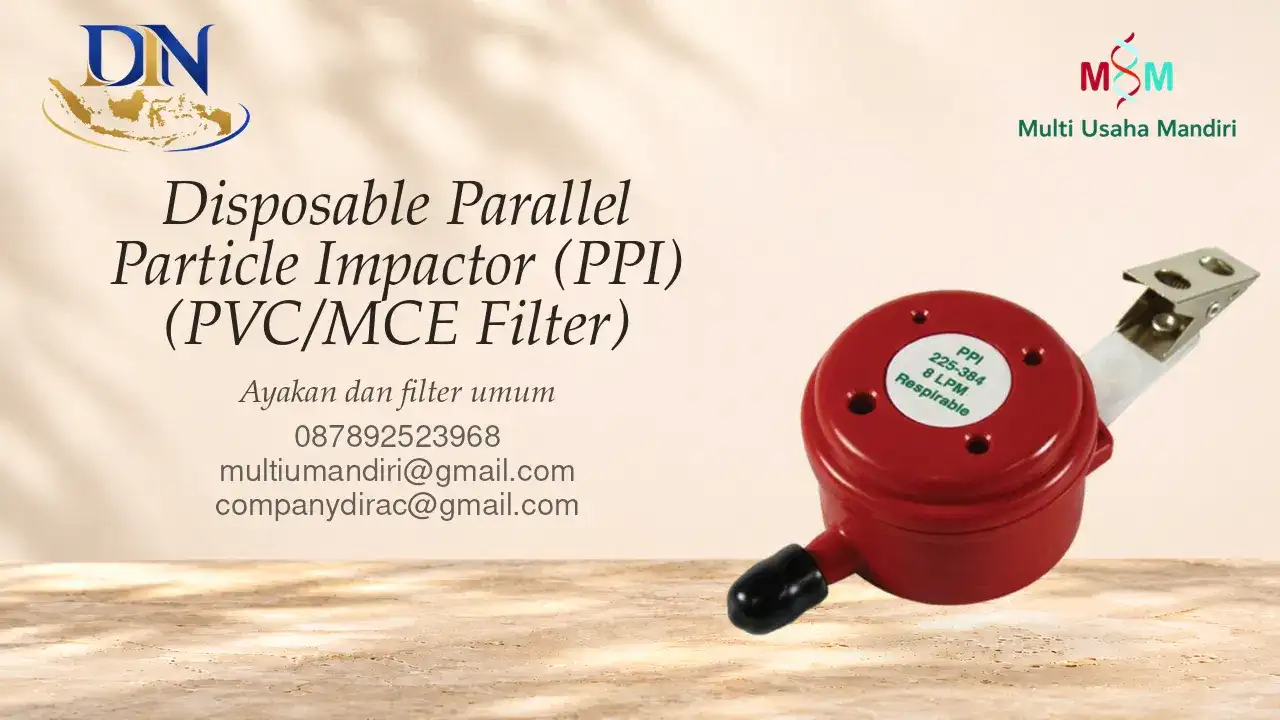 DIN
MSM
Multi Usaha Mandiri
Disposable Parallel
Particle Impactor (PPI)
(PVC/MCE Filter)
Ayakan dan filter umum
087892523968
multiumandiri@gmail.com
companydirac@gmail.com
PPI
225-384
8 LPM
Respirable